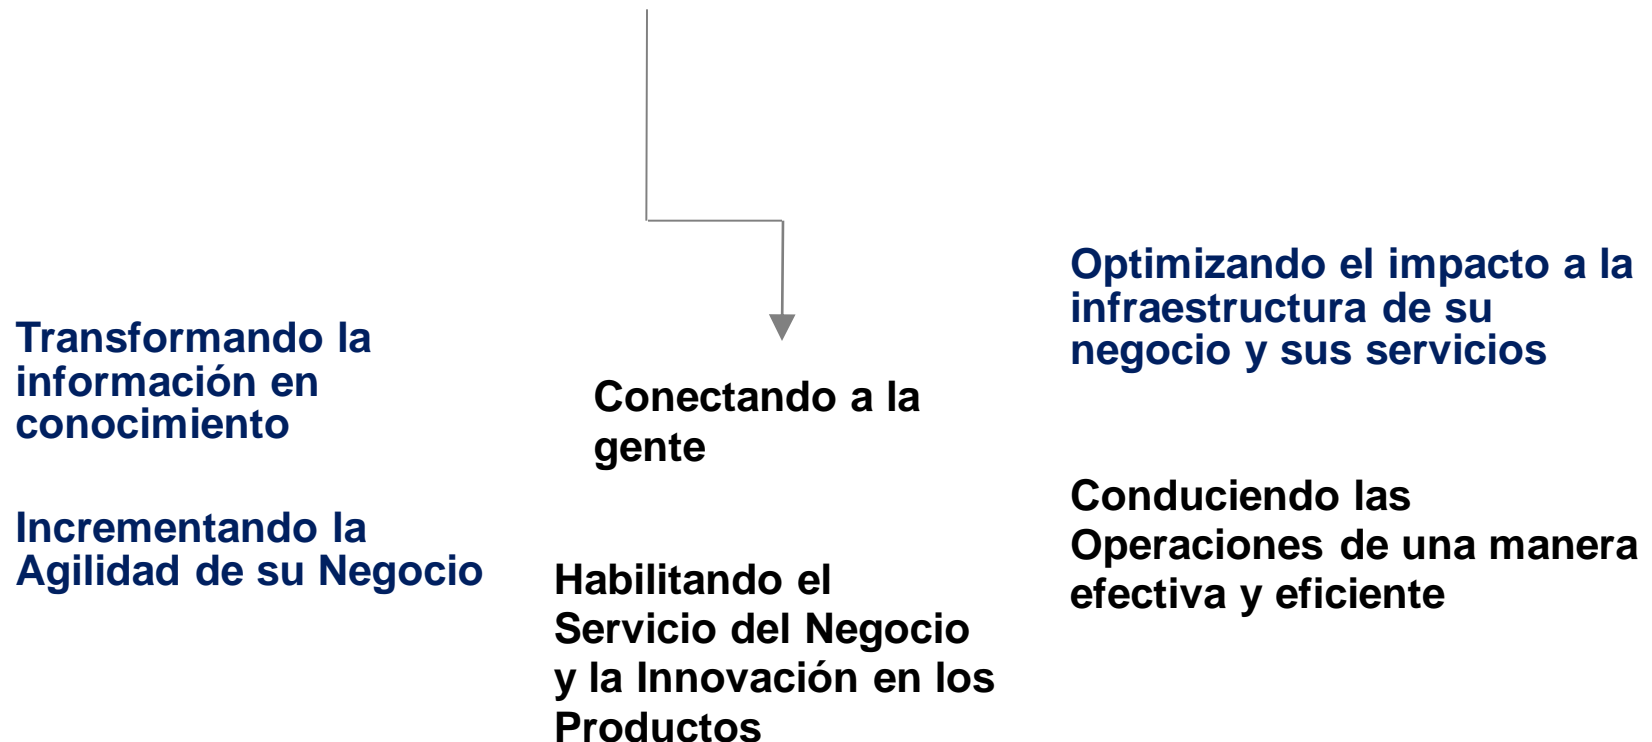 Transformando la
información en
conocimiento
Incrementando la
Agilidad de su Negocio
Conectando a la
gente
Habilitando el
Servicio del Negocio
y la Innovación en los
Productos
Optimizando el impacto a la
infraestructura de su
negocio y sus servicios
Conduciendo las
Operaciones de una manera
efectiva y eficiente